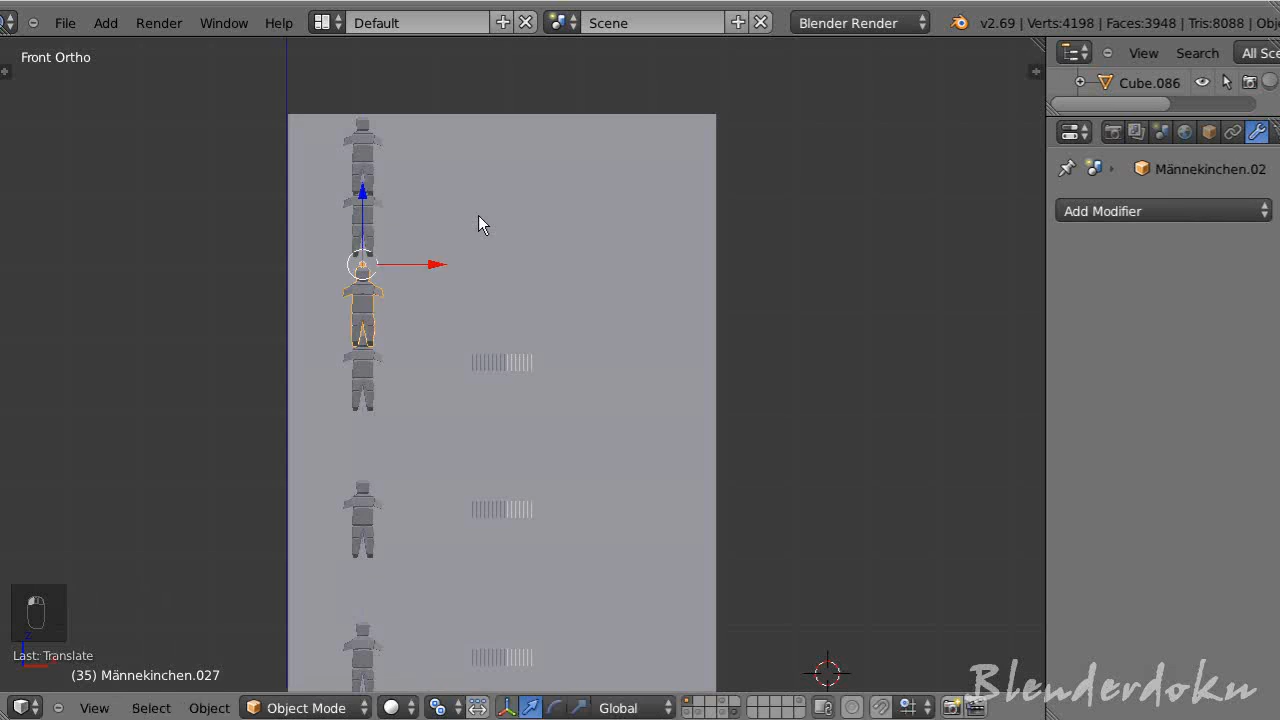 File Add Render Window Help Default Scene Blender Render v2.69 | Verts:4198 | Faces:3948 | Tris:8088 | Obj
Front Ortho
View Search All Sce
Cube.086
Männekinchen.02
Add Modifier
Last: Translate
(35) Männekinchen.027
Blenderdoku
View Select Object Object Mode Global